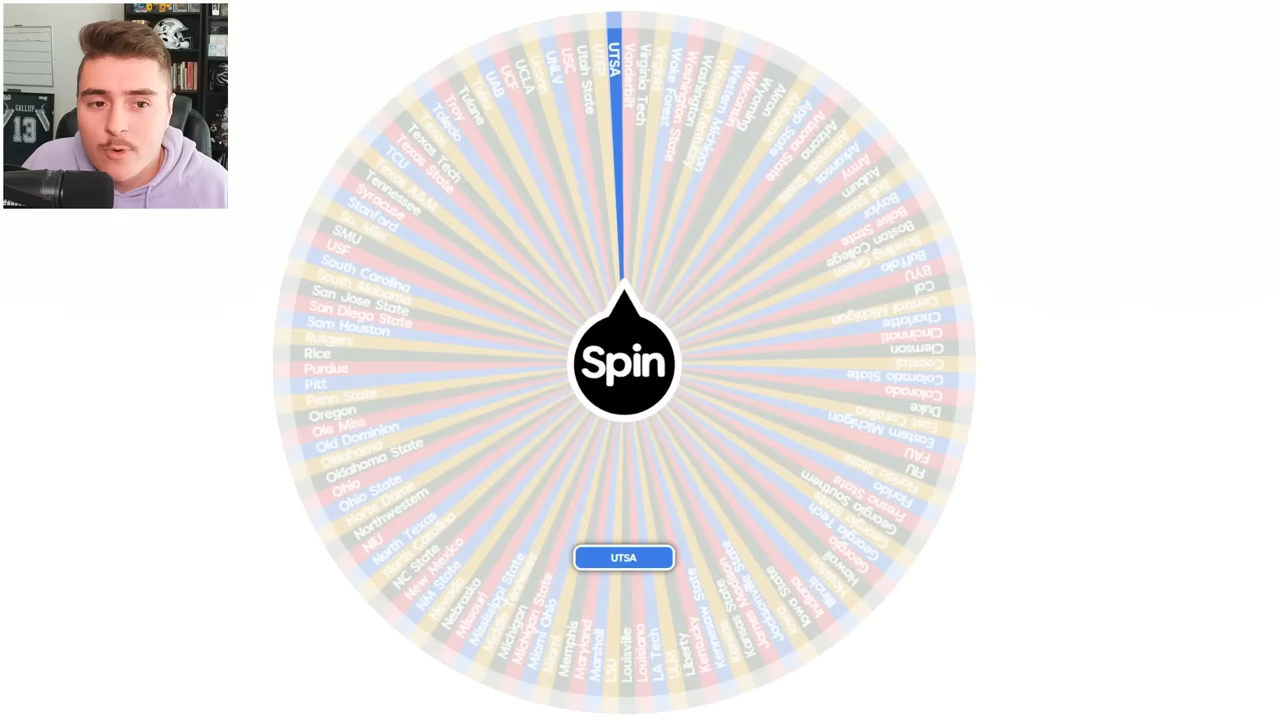 GALLUP
13
UTSA
Vanderbilt
Virginia Tech
Virginia
Wake Forest
Washington State
Washington
Western Kentucky
Western Michigan
Wisconsin
Wyoming
Akron
App State
Arizona State
Arizona
Arkansas
Army
Auburn
Ball State
Baylor
Boise State
Boston College
Bowling Green
Buffalo
BYU
Cal
Central Michigan
Charlotte
Cincinnati
Clemson
Coastal
Colorado State
Colorado
Duke
East Carolina
Eastern Michigan
FAU
FIU
Florida State
Florida
Fresno State
Georgia Southern
Georgia State
Georgia Tech
Georgia
Hawaii
Houston
Illinois
Indiana
Iowa State
Iowa
Jacksonville State
James Madison
Kansas State
Kansas
Kennesaw State
Kentucky
Liberty
ULM
LA Tech
Louisiana
Louisville
LSU
Marshall
Maryland
Memphis
Miami
Miami Ohio
Michigan State
Michigan
Middle Tennessee
Mississippi State
Missouri
Nebraska
Nevada
NM State
New Mexico
NC State
North Carolina
North Texas
NIU
Northwestern
Notre Dame
Ohio State
Ohio
Oklahoma State
Oklahoma
Old Dominion
Ole Miss
Oregon
Penn State
Pitt
Purdue
Rice
Rutgers
Sam Houston
San Diego State
San Jose State
South Alabama
South Carolina
USF
SMU
So. Miss
Stanford
Syracuse
Tennessee
Texas A&M
TCU
Texas State
Texas Tech
Texas
Toledo
Troy
Tulane
Tulsa
UAB
UCF
UCLA
Uconn
UNLV
USC
Utah State
UTEP
Spin
UTSA